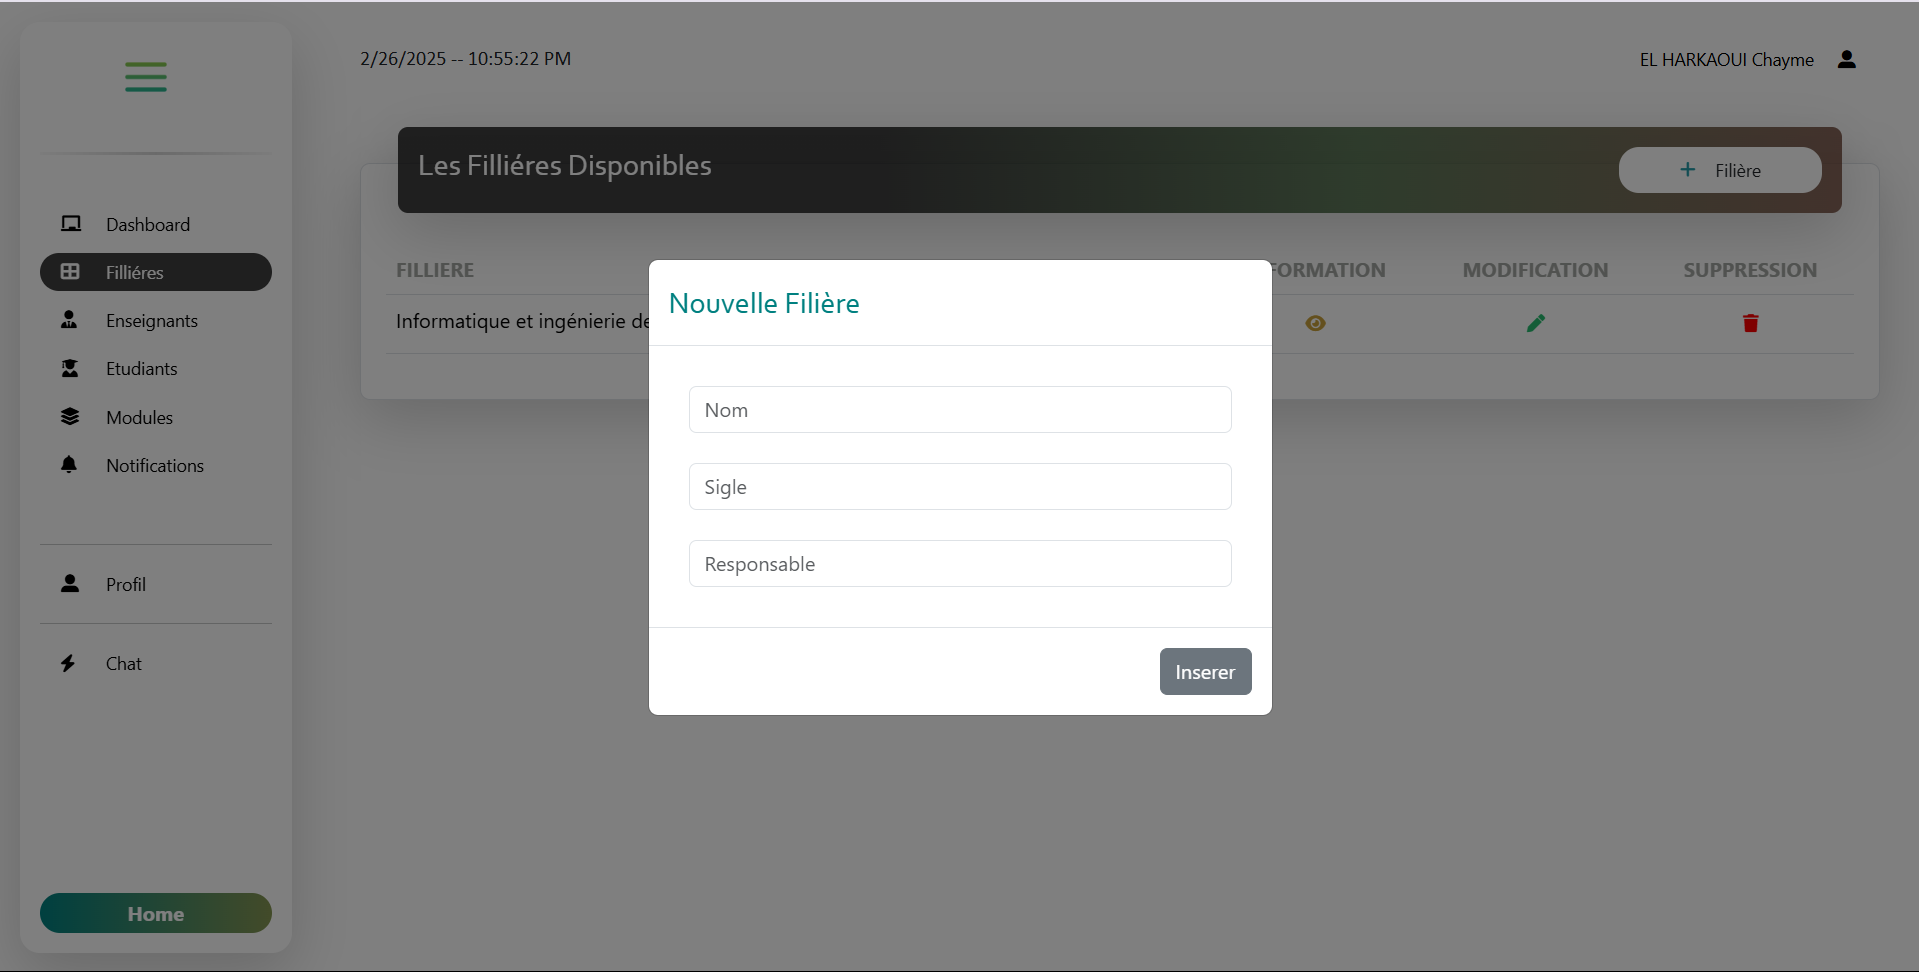 2/26/2025 -- 10:55:22 PM
EL HARKAOUI Chayme
Les Filliéres Disponibles
Filière
Dashboard
Filliéres
Enseignants
Etudiants
Modules
Notifications
Profil
Chat
Home
FILLIERE
FORMATION
MODIFICATION
SUPPRESSION
Informatique et ingénierie de
Nouvelle Filière
Nom
Sigle
Responsable
Inserer